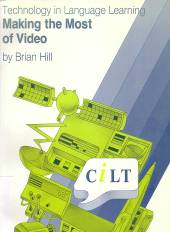 Technology in Language Learning
Making the Most
of Video
by Brian Hill
CiLT